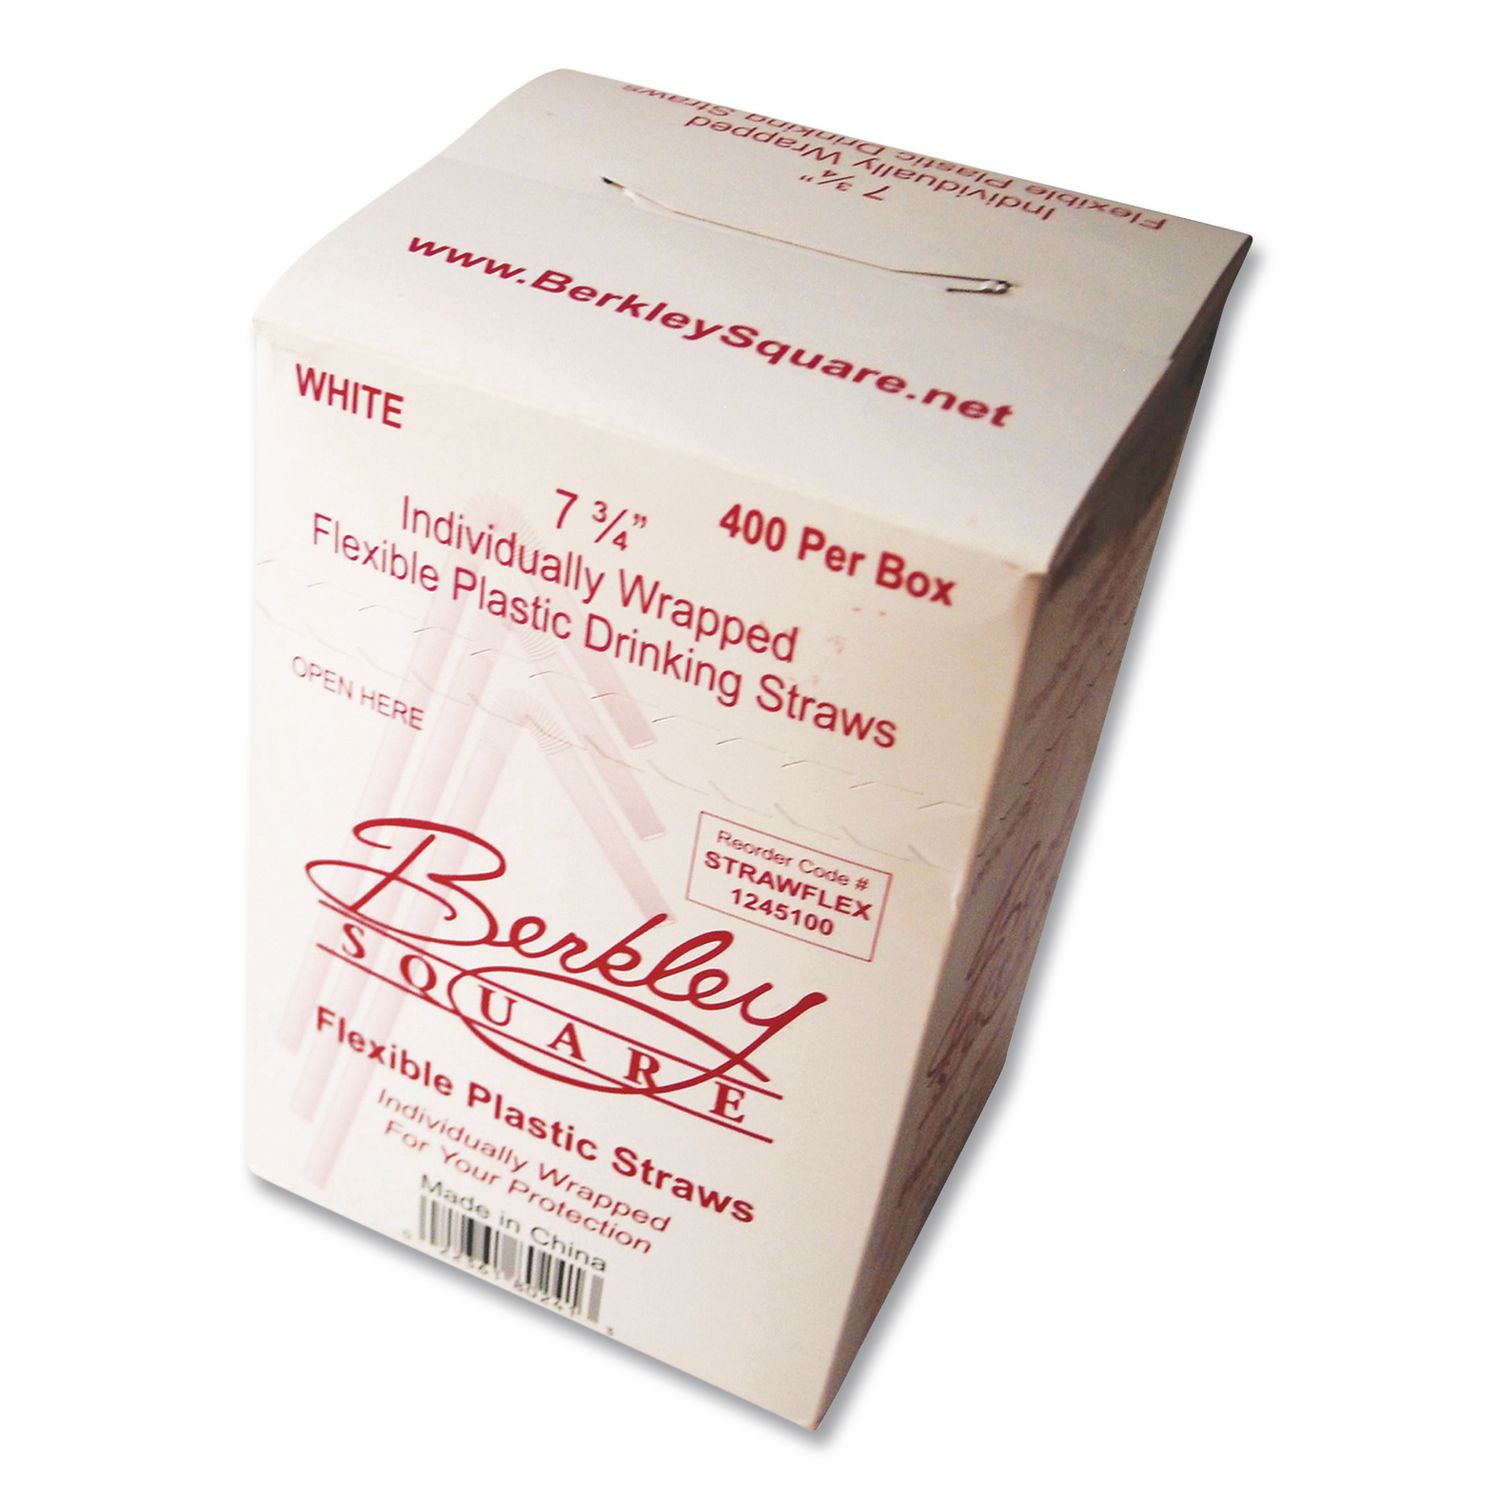 Flexible Plastic Drinking Straws
Individually Wrapped
7 3/4"
www.BerkleySquare.net
WHITE
7 3/4"
400 Per Box
Individually Wrapped
Flexible Plastic Drinking Straws
OPEN HERE
Reorder Code #
STRAWFLEX
1245100
Berkley
SQUARE
Flexible Plastic Straws
Individually Wrapped
For Your Protection
Made in China